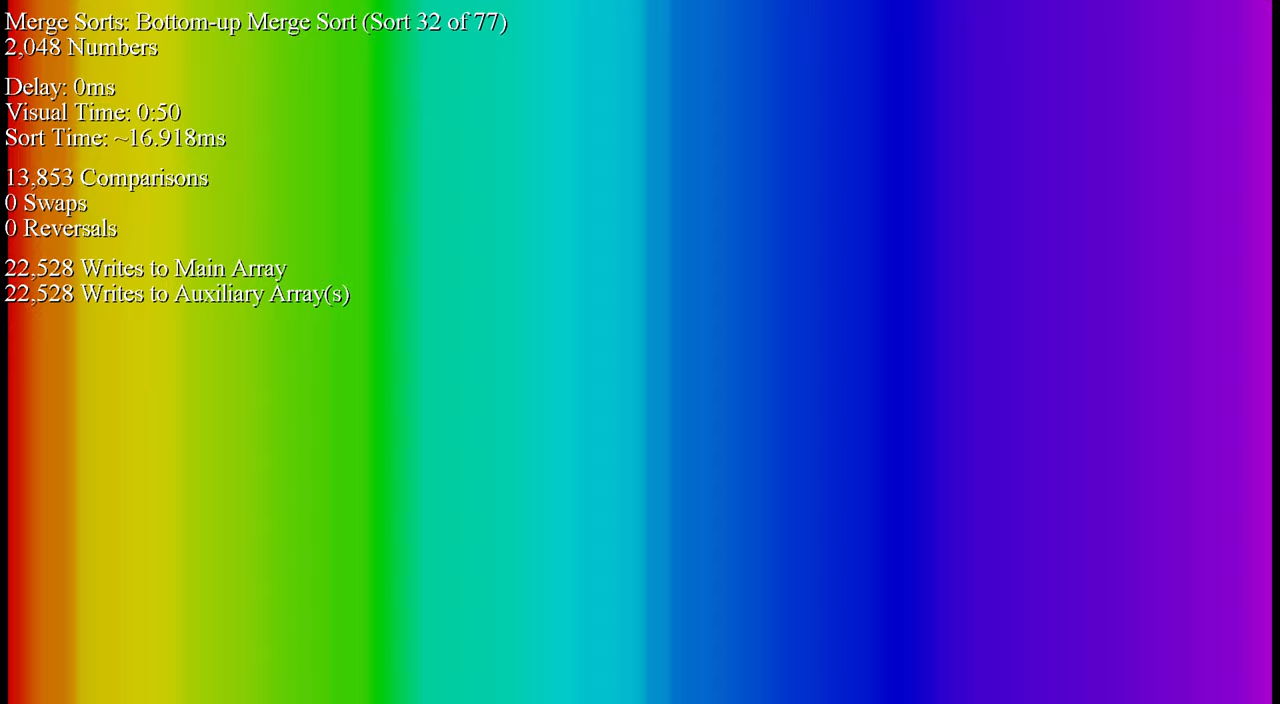 Merge Sorts: Bottom-up Merge Sort (Sort 32 of 77)
2,048 Numbers
Delay: 0ms
Visual Time: 0:50
Sort Time: ~16.918ms
13,853 Comparisons
0 Swaps
0 Reversals
22,528 Writes to Main Array
22,528 Writes to Auxiliary Array(s)